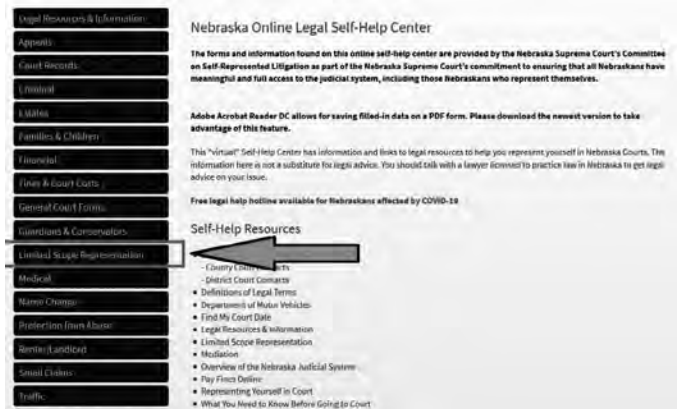 Legal Resources & Information
Appeals
Court Records
Criminal
Estates
Families & Children
Financial
Fines & Court Costs
General Court Forms
Guardians & Conservators
Limited Scope Representation
Medical
Name Change
Protection from Abuse
Renter/Landlord
Small Claims
Traffic
Nebraska Online Legal Self-Help Center
The forms and information found on this online self-help center are provided by the Nebraska Supreme Court's Committee
on Self-Represented Litigation as part of the Nebraska Supreme Court's commitment to ensuring that all Nebraskans have
meaningful and full access to the judicial system, including those Nebraskans who represent themselves.
Adobe Acrobat Reader DC allows for saving filled-in data on a PDF form. Please download the newest version to take
advantage of this feature.
This "virtual" Self-Help Center has information and links to legal resources to help you represent yourself in Nebraska Courts. The
information here is not a substitute for legal advice. You should talk with a lawyer licensed to practice law in Nebraska to get legal
advice on your issue.
Free legal help hotline available for Nebraskans affected by COVID-19
Self-Help Resources
- County Court Contacts
- District Court Contacts
• Definitions of Legal Terms
• Department of Motor Vehicles
• Find My Court Date
• Legal Resources & Information
• Limited Scope Representation
• Mediation
• Overview of the Nebraska Judicial System
• Pay Fines Online
• Representing Yourself in Court
• What You Need to Know Before Going to Court